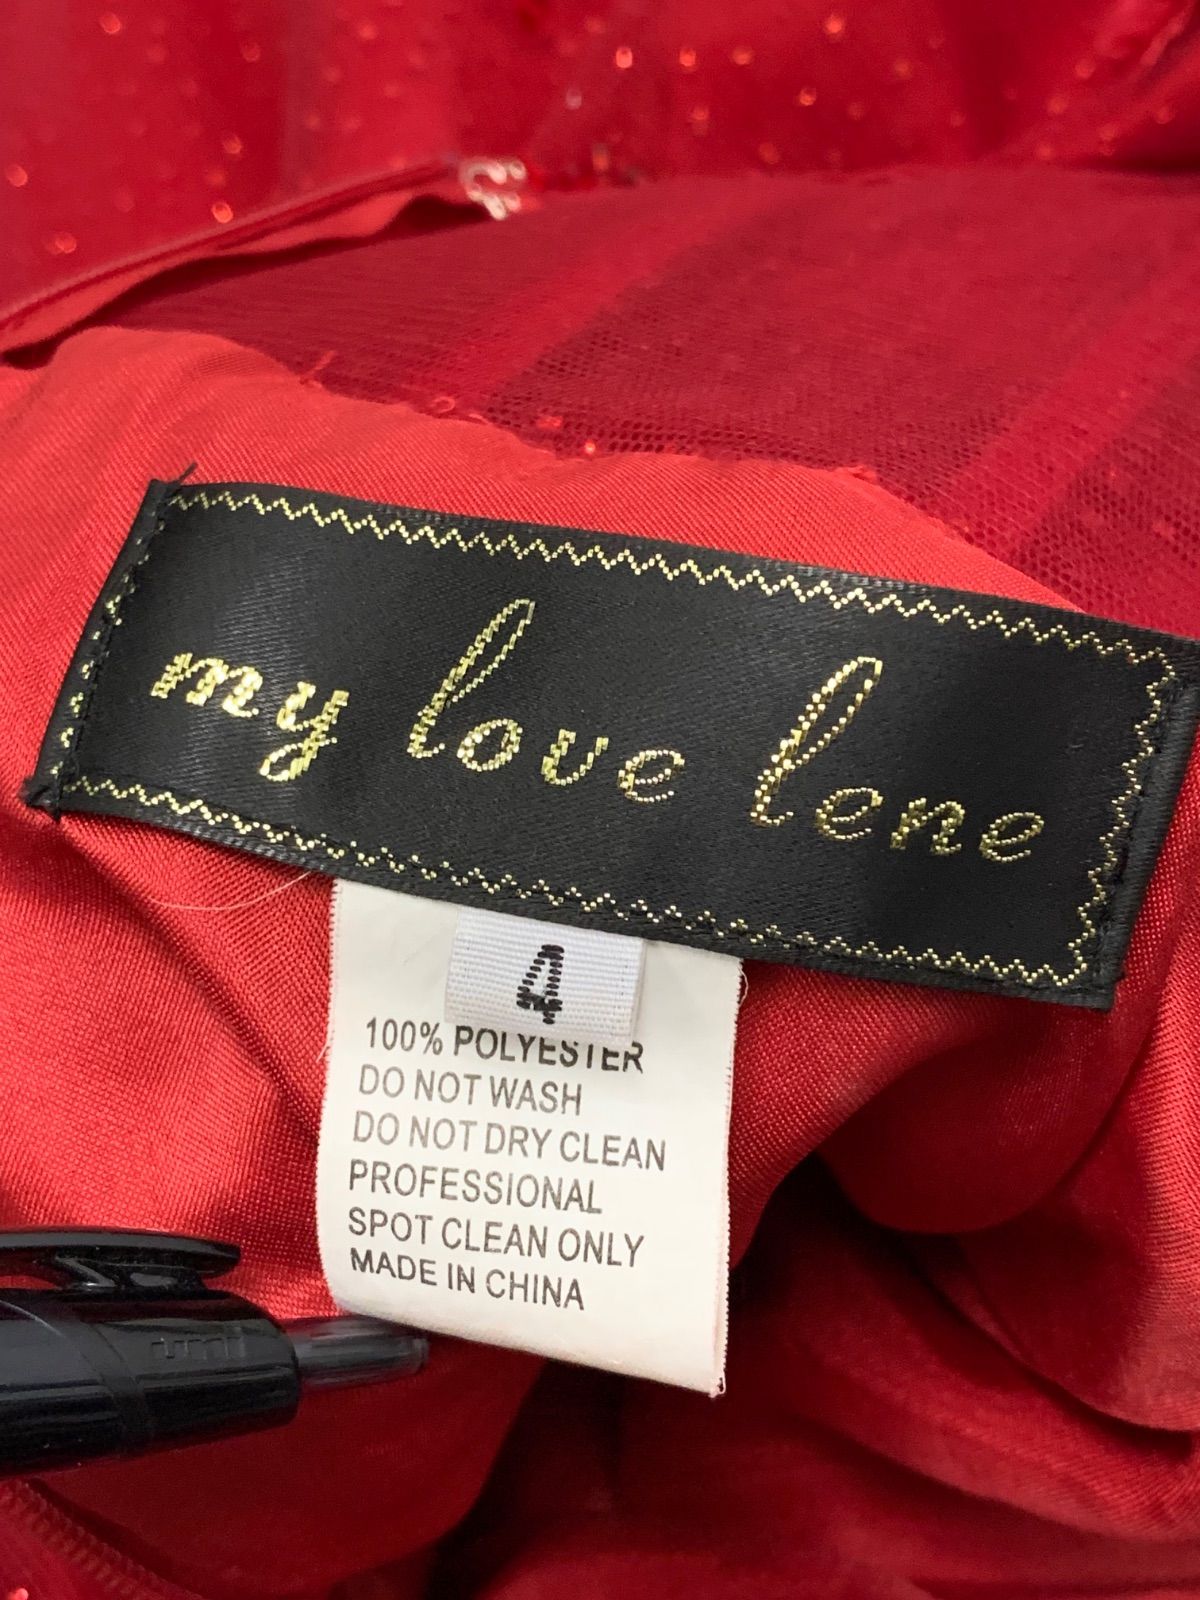 my love lene
4
100% POLYESTER
DO NOT WASH
DO NOT DRY CLEAN
PROFESSIONAL
SPOT CLEAN ONLY
MADE IN CHINA
uni